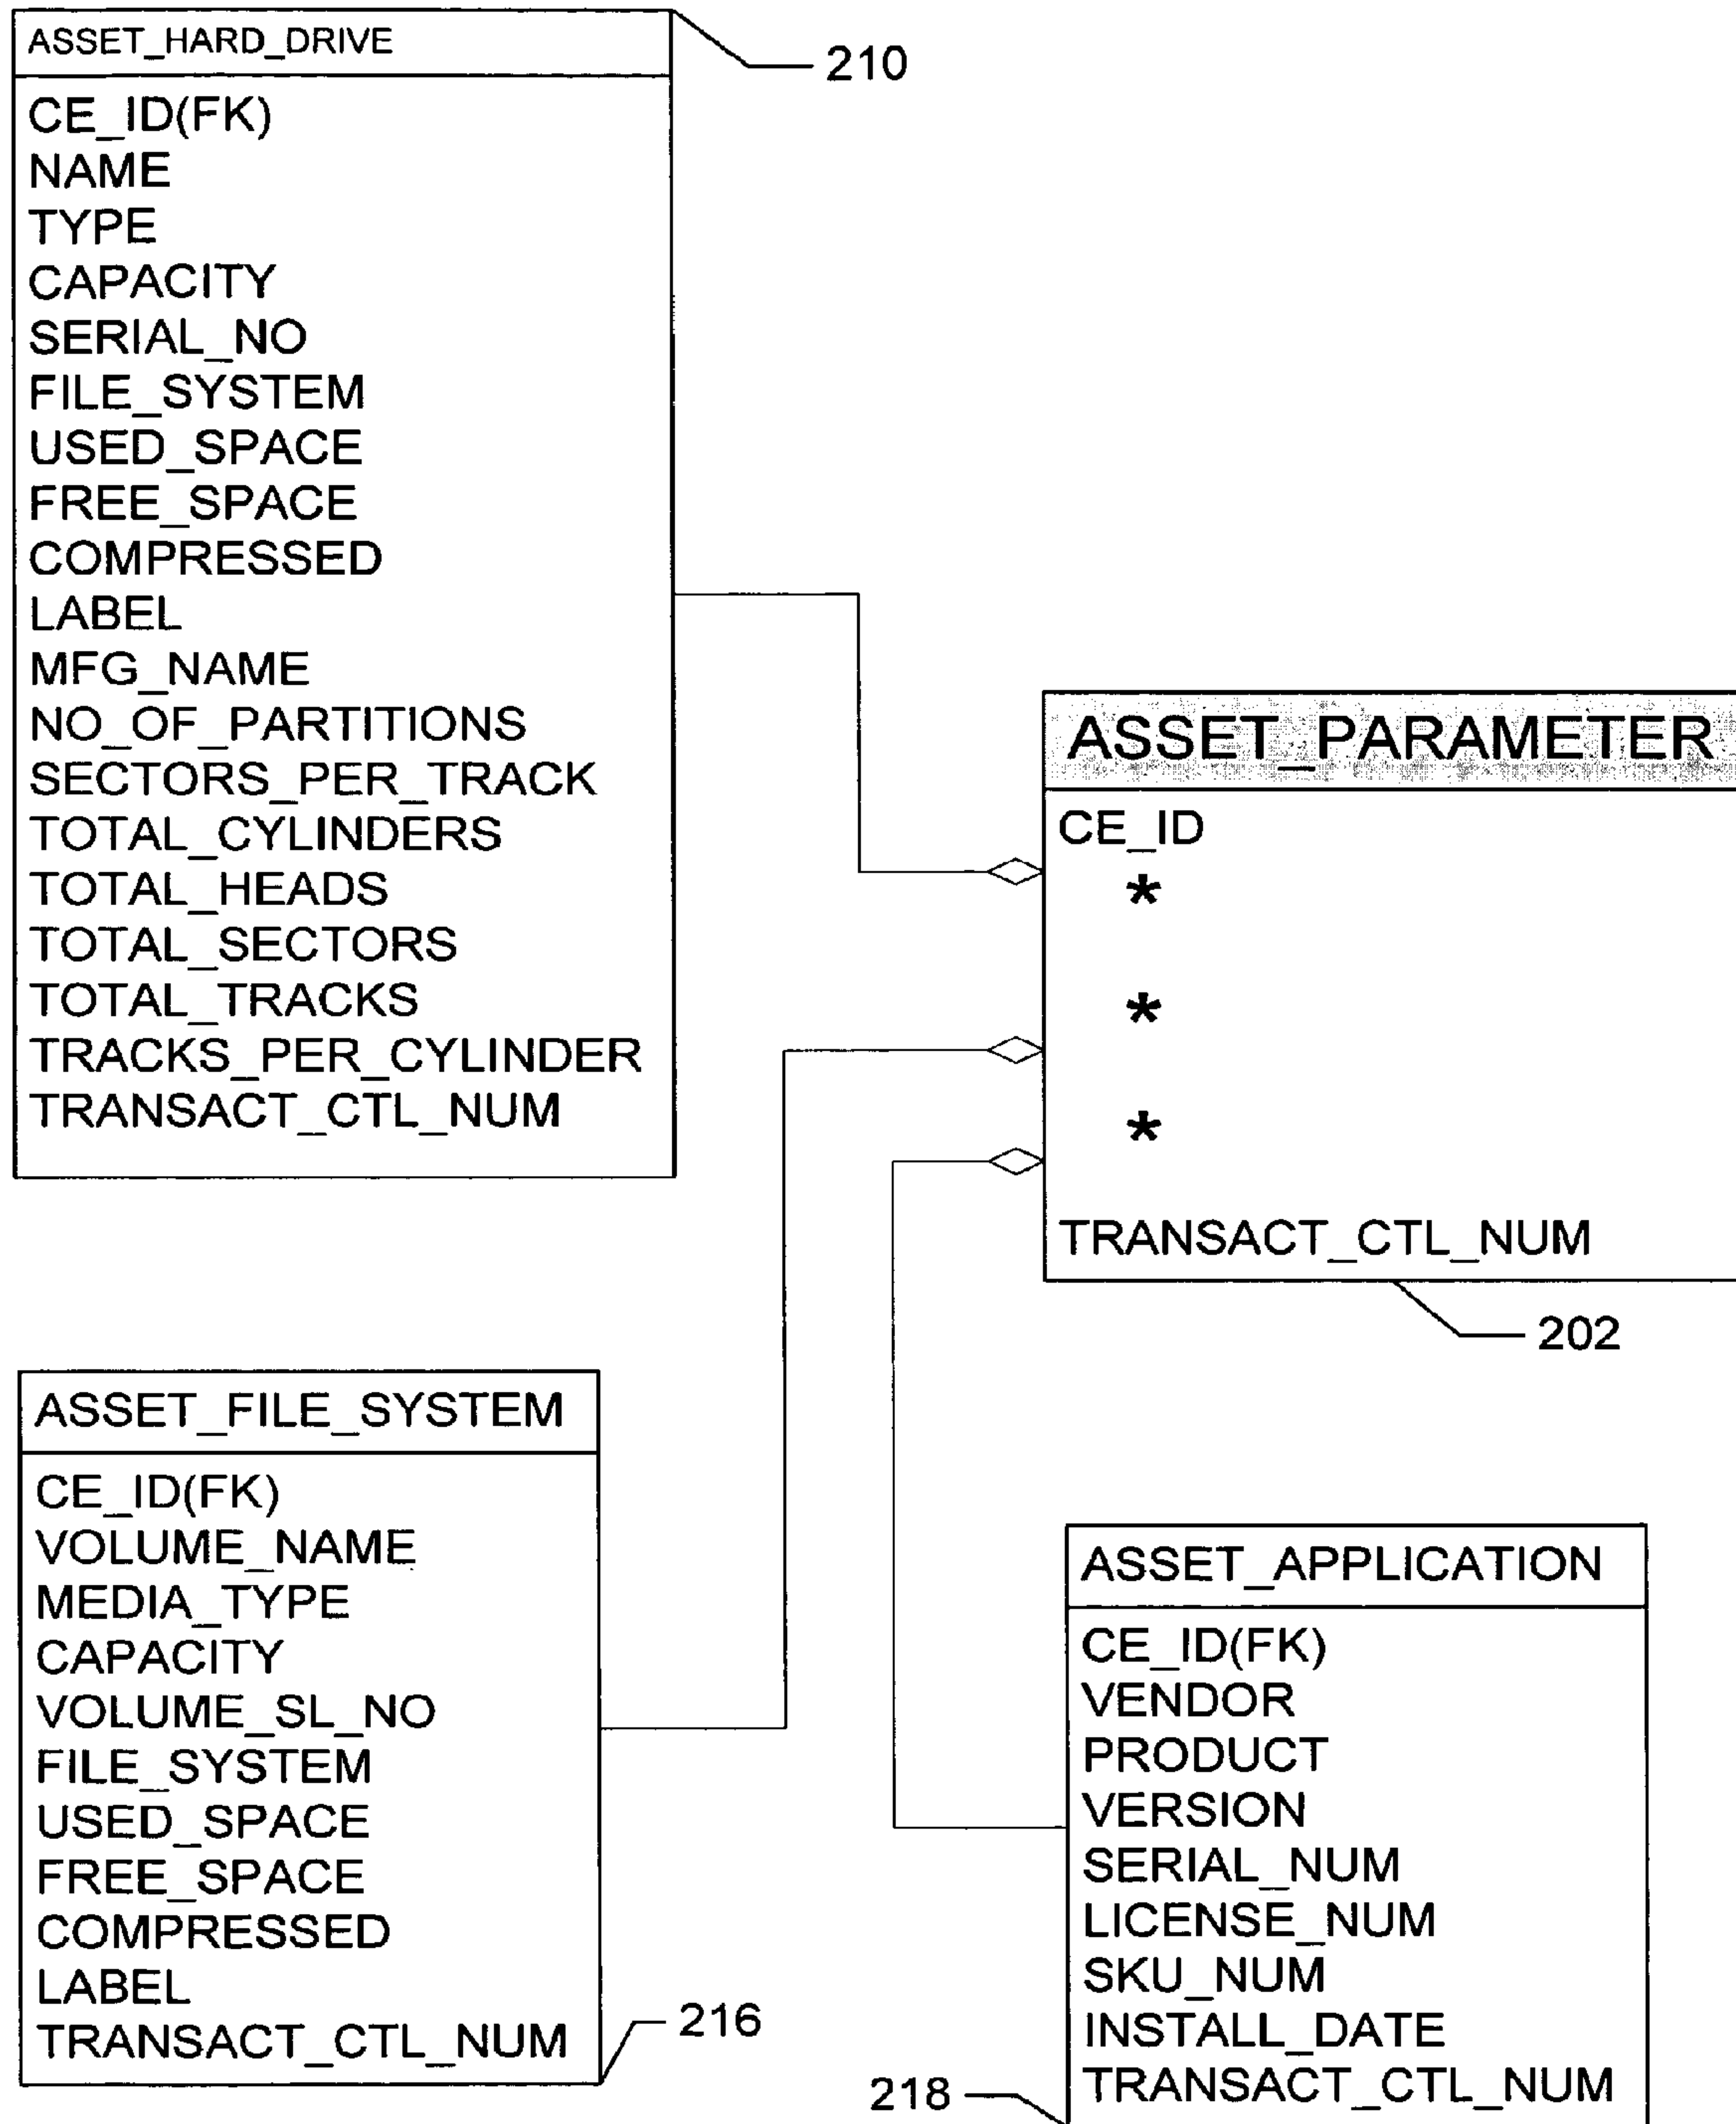 ASSET_HARD_DRIVE
210
CE_ID(FK)
NAME
TYPE
CAPACITY
SERIAL_NO
FILE_SYSTEM
USED_SPACE
FREE_SPACE
COMPRESSED
LABEL
MFG_NAME
NO_OF_PARTITIONS
SECTORS_PER_TRACK
TOTAL_CYLINDERS
TOTAL_HEADS
TOTAL_SECTORS
TOTAL_TRACKS
TRACKS_PER_CYLINDER
TRANSACT_CTL_NUM
ASSET_PARAMETER
CE_ID
*
*
*
TRANSACT_CTL_NUM
202
ASSET_FILE_SYSTEM
CE_ID(FK)
VOLUME_NAME
MEDIA_TYPE
CAPACITY
VOLUME_SL_NO
FILE_SYSTEM
USED_SPACE
FREE_SPACE
COMPRESSED
LABEL
TRANSACT_CTL_NUM
216
ASSET_APPLICATION
CE_ID(FK)
VENDOR
PRODUCT
VERSION
SERIAL_NUM
LICENSE_NUM
SKU_NUM
INSTALL_DATE
TRANSACT_CTL_NUM
218